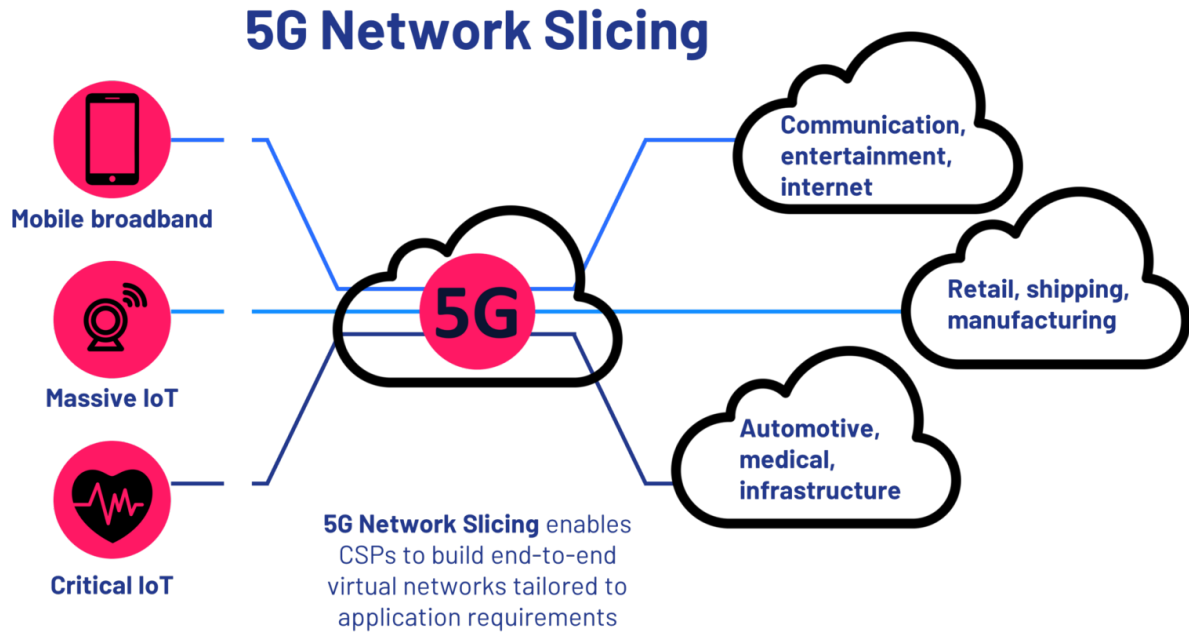 5G Network Slicing
Mobile broadband
Massive IoT
Critical IoT
5G
Communication,
entertainment,
internet
Retail, shipping,
manufacturing
Automotive,
medical,
infrastructure
5G Network Slicing enables
CSPs to build end-to-end
virtual networks tailored to
application requirements